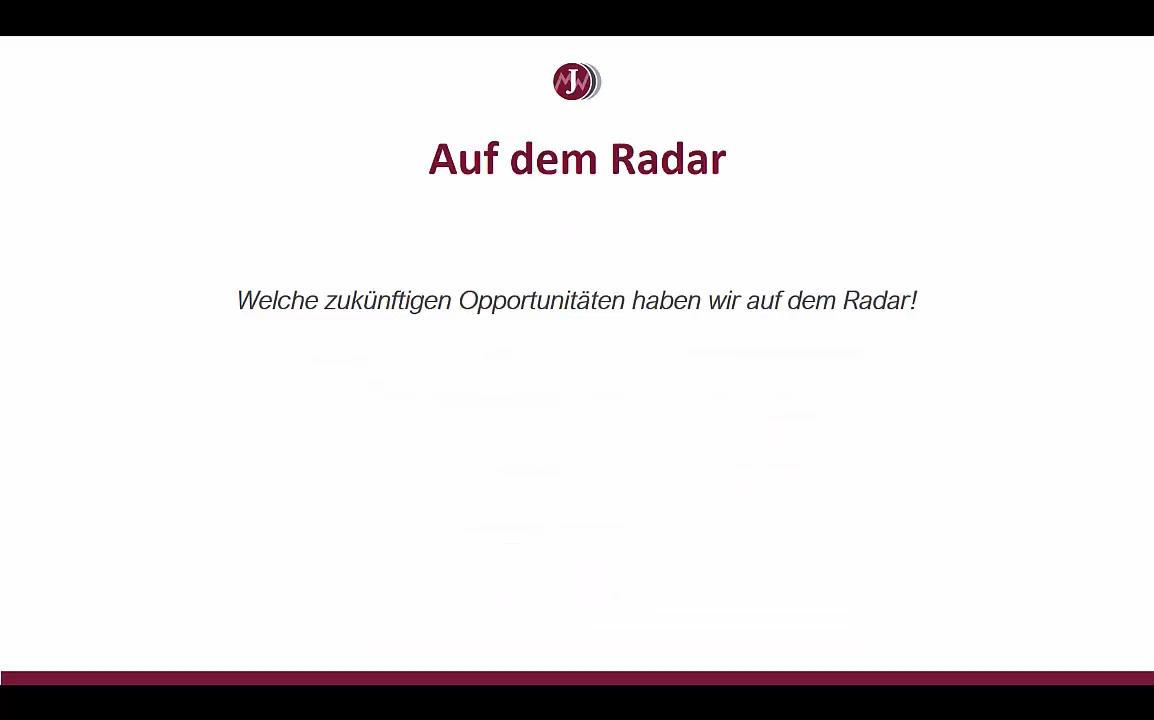 J
Auf dem Radar
Welche zukünftigen Opportunitäten haben wir auf dem Radar!